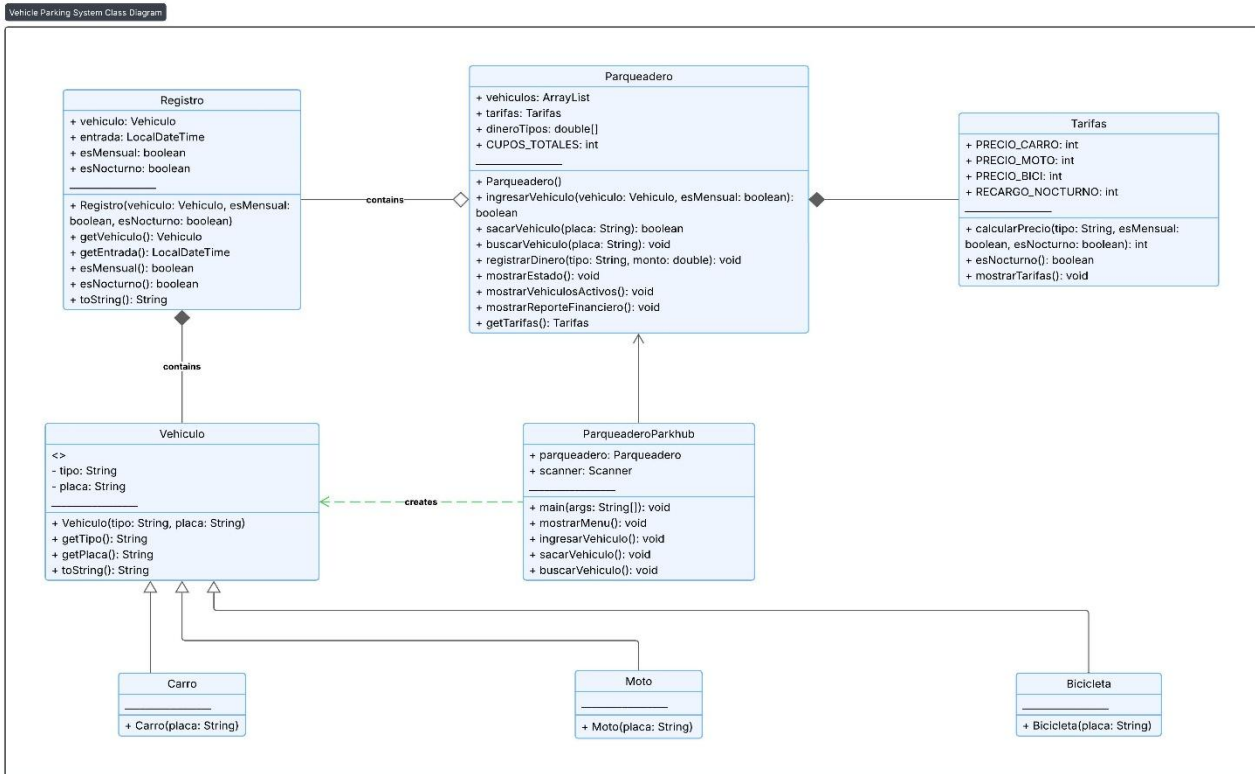 Vehicle Parking System Class Diagram
Registro
+ vehiculo: Vehiculo
+ entrada: LocalDateTime
+ esMensual: boolean
+ esNocturno: boolean
+ Registro(vehiculo: Vehiculo, esMensual:
boolean, esNocturno: boolean)
+ getVehiculo(): Vehiculo
+ getEntrada(): LocalDateTime
+ esMensual(): boolean
+ esNocturno(): boolean
+ toString(): String
contains
Parqueadero
+ vehiculos: ArrayList
+ tarifas: Tarifas
+ dineroTipos: double[]
+ CUPOS_TOTALES: int
+ Parqueadero()
+ ingresarVehiculo(vehiculo: Vehiculo, esMensual: boolean):
boolean
+ sacarVehiculo(placa: String): boolean
+ buscarVehiculo(placa: String): void
+ registrarDinero(tipo: String, monto: double): void
+ mostrarEstado(): void
+ mostrarVehiculosActivos(): void
+ mostrarReporteFinanciero(): void
+ getTarifas(): Tarifas
Tarifas
+ PRECIO_CARRO: int
+ PRECIO_MOTO: int
+ PRECIO_BICI: int
+ RECARGO_NOCTURNO: int
+ calcularPrecio(tipo: String, esMensual:
boolean, esNocturno: boolean): int
+ esNocturno(): boolean
+ mostrarTarifas(): void
contains
Vehiculo
<>
- tipo: String
- placa: String
+ Vehiculo(tipo: String, placa: String)
+ getTipo(): String
+ getPlaca(): String
+ toString(): String
creates
ParqueaderoParkhub
+ parqueadero: Parqueadero
+ scanner: Scanner
+ main(args: String[]): void
+ mostrarMenu(): void
+ ingresarVehiculo(): void
+ sacarVehiculo(): void
+ buscarVehiculo(): void
Carro
+ Carro(placa: String)
Moto
+ Moto(placa: String)
Bicicleta
+ Bicicleta(placa: String)